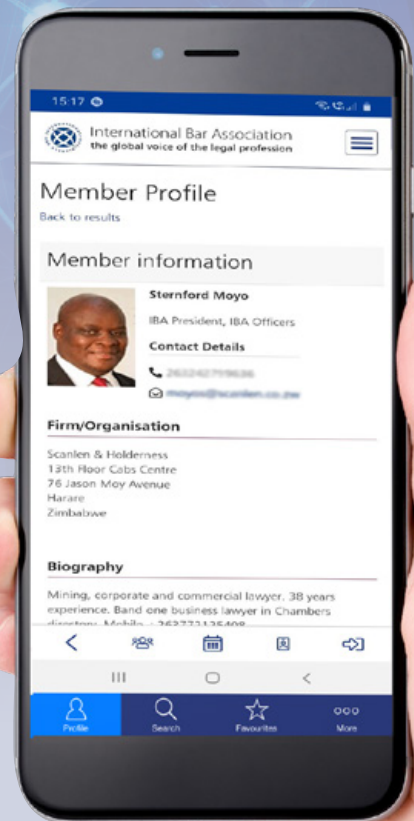 15:17
International Bar Association
the global voice of the legal profession
Member Profile
Back to results
Member information
Sternford Moyo
IBA President, IBA Officers
Contact Details
Firm/Organisation
Scanlen & Holderness
13th Floor Cabs Centre
76 Jason Moy Avenue
Harare
Zimbabwe
Biography
Mining, corporate and commercial lawyer. 38 years
experience. Band one business lawyer in Chambers
directory. Mobile
Profile
Search
Favourites
More